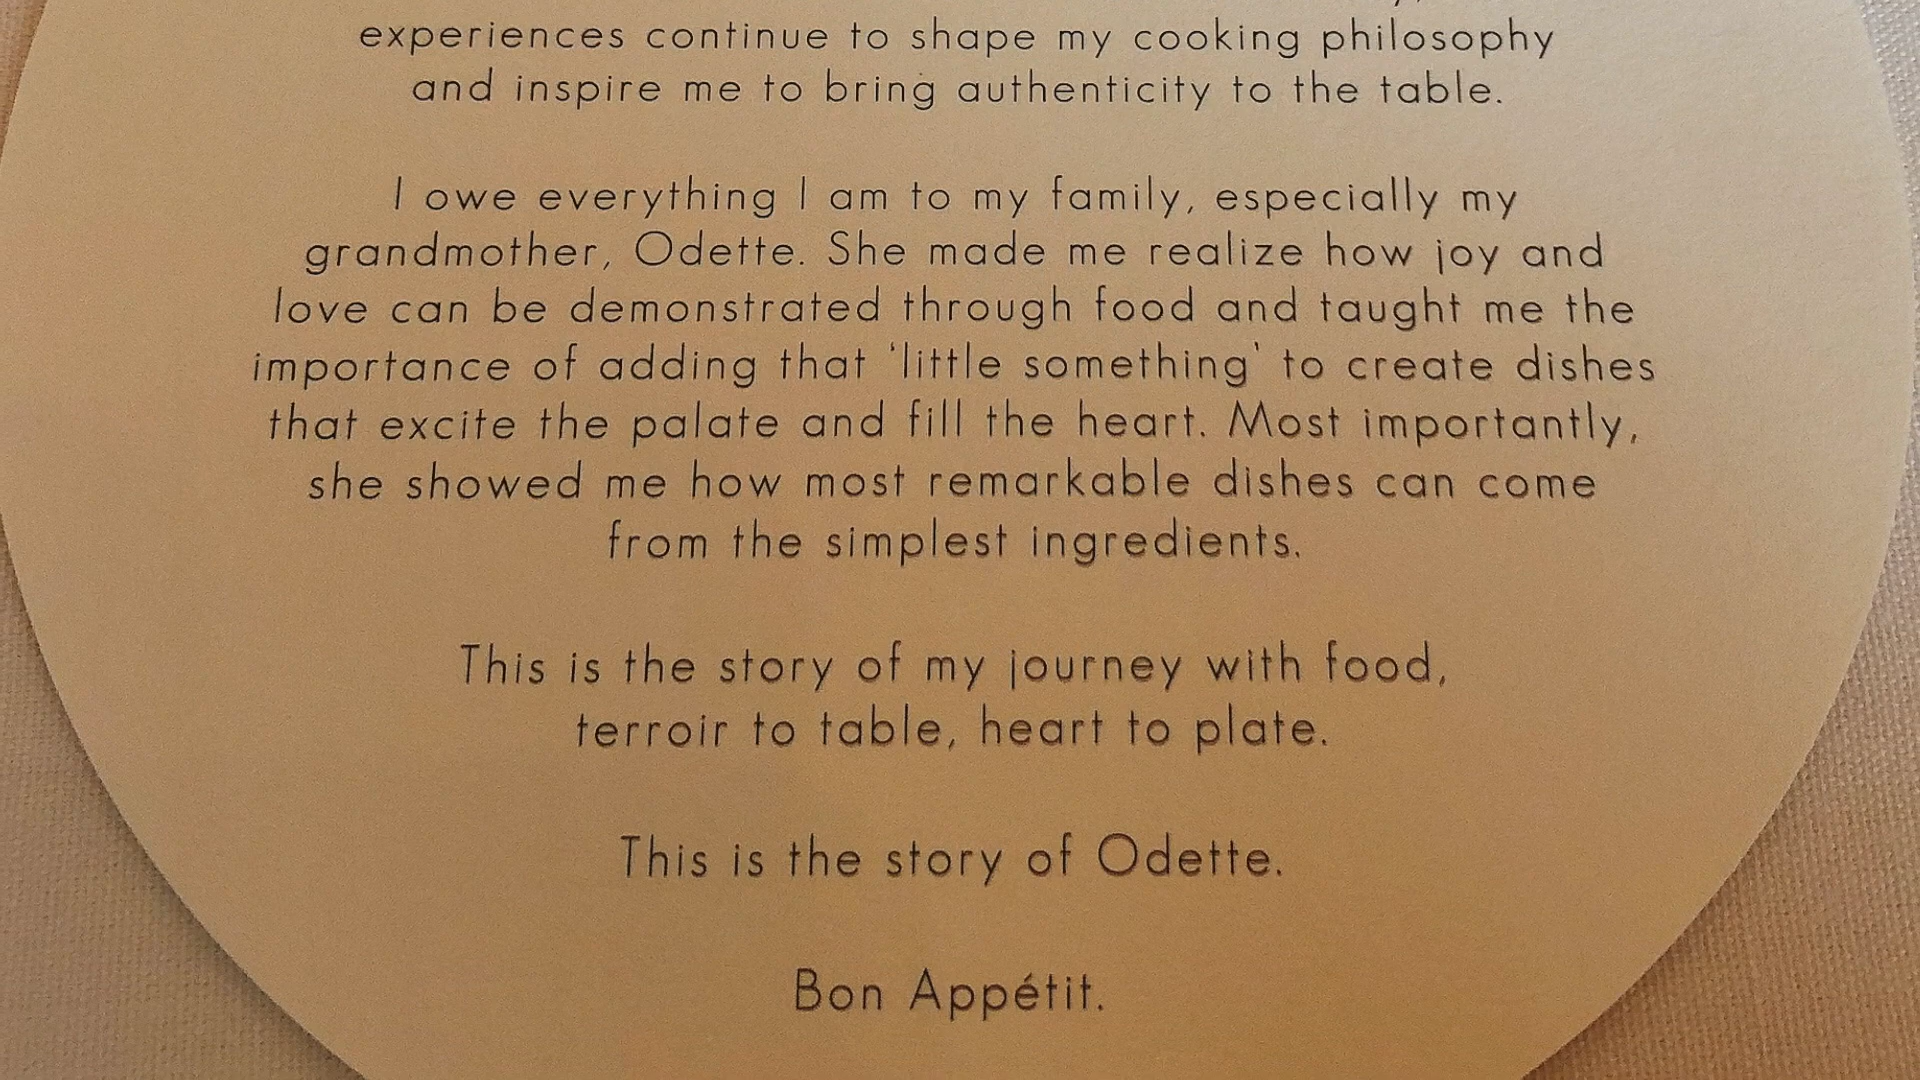 experiences continue to shape my cooking philosophy
and inspire me to bring authenticity to the table.
I owe everything I am to my family, especially my
grandmother, Odette. She made me realize how joy and
love can be demonstrated through food and taught me the
importance of adding that 'little something' to create dishes
that excite the palate and fill the heart. Most importantly,
she showed me how most remarkable dishes can come
from the simplest ingredients.
This is the story of my journey with food,
terroir to table, heart to plate.
This is the story of Odette.
Bon Appétit.